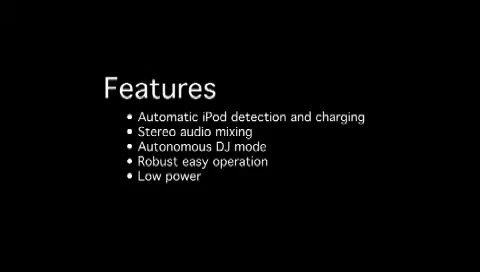 Features
• Automatic iPod detection and charging
• Stereo audio mixing
• Autonomous DJ mode
• Robust easy operation
• Low power